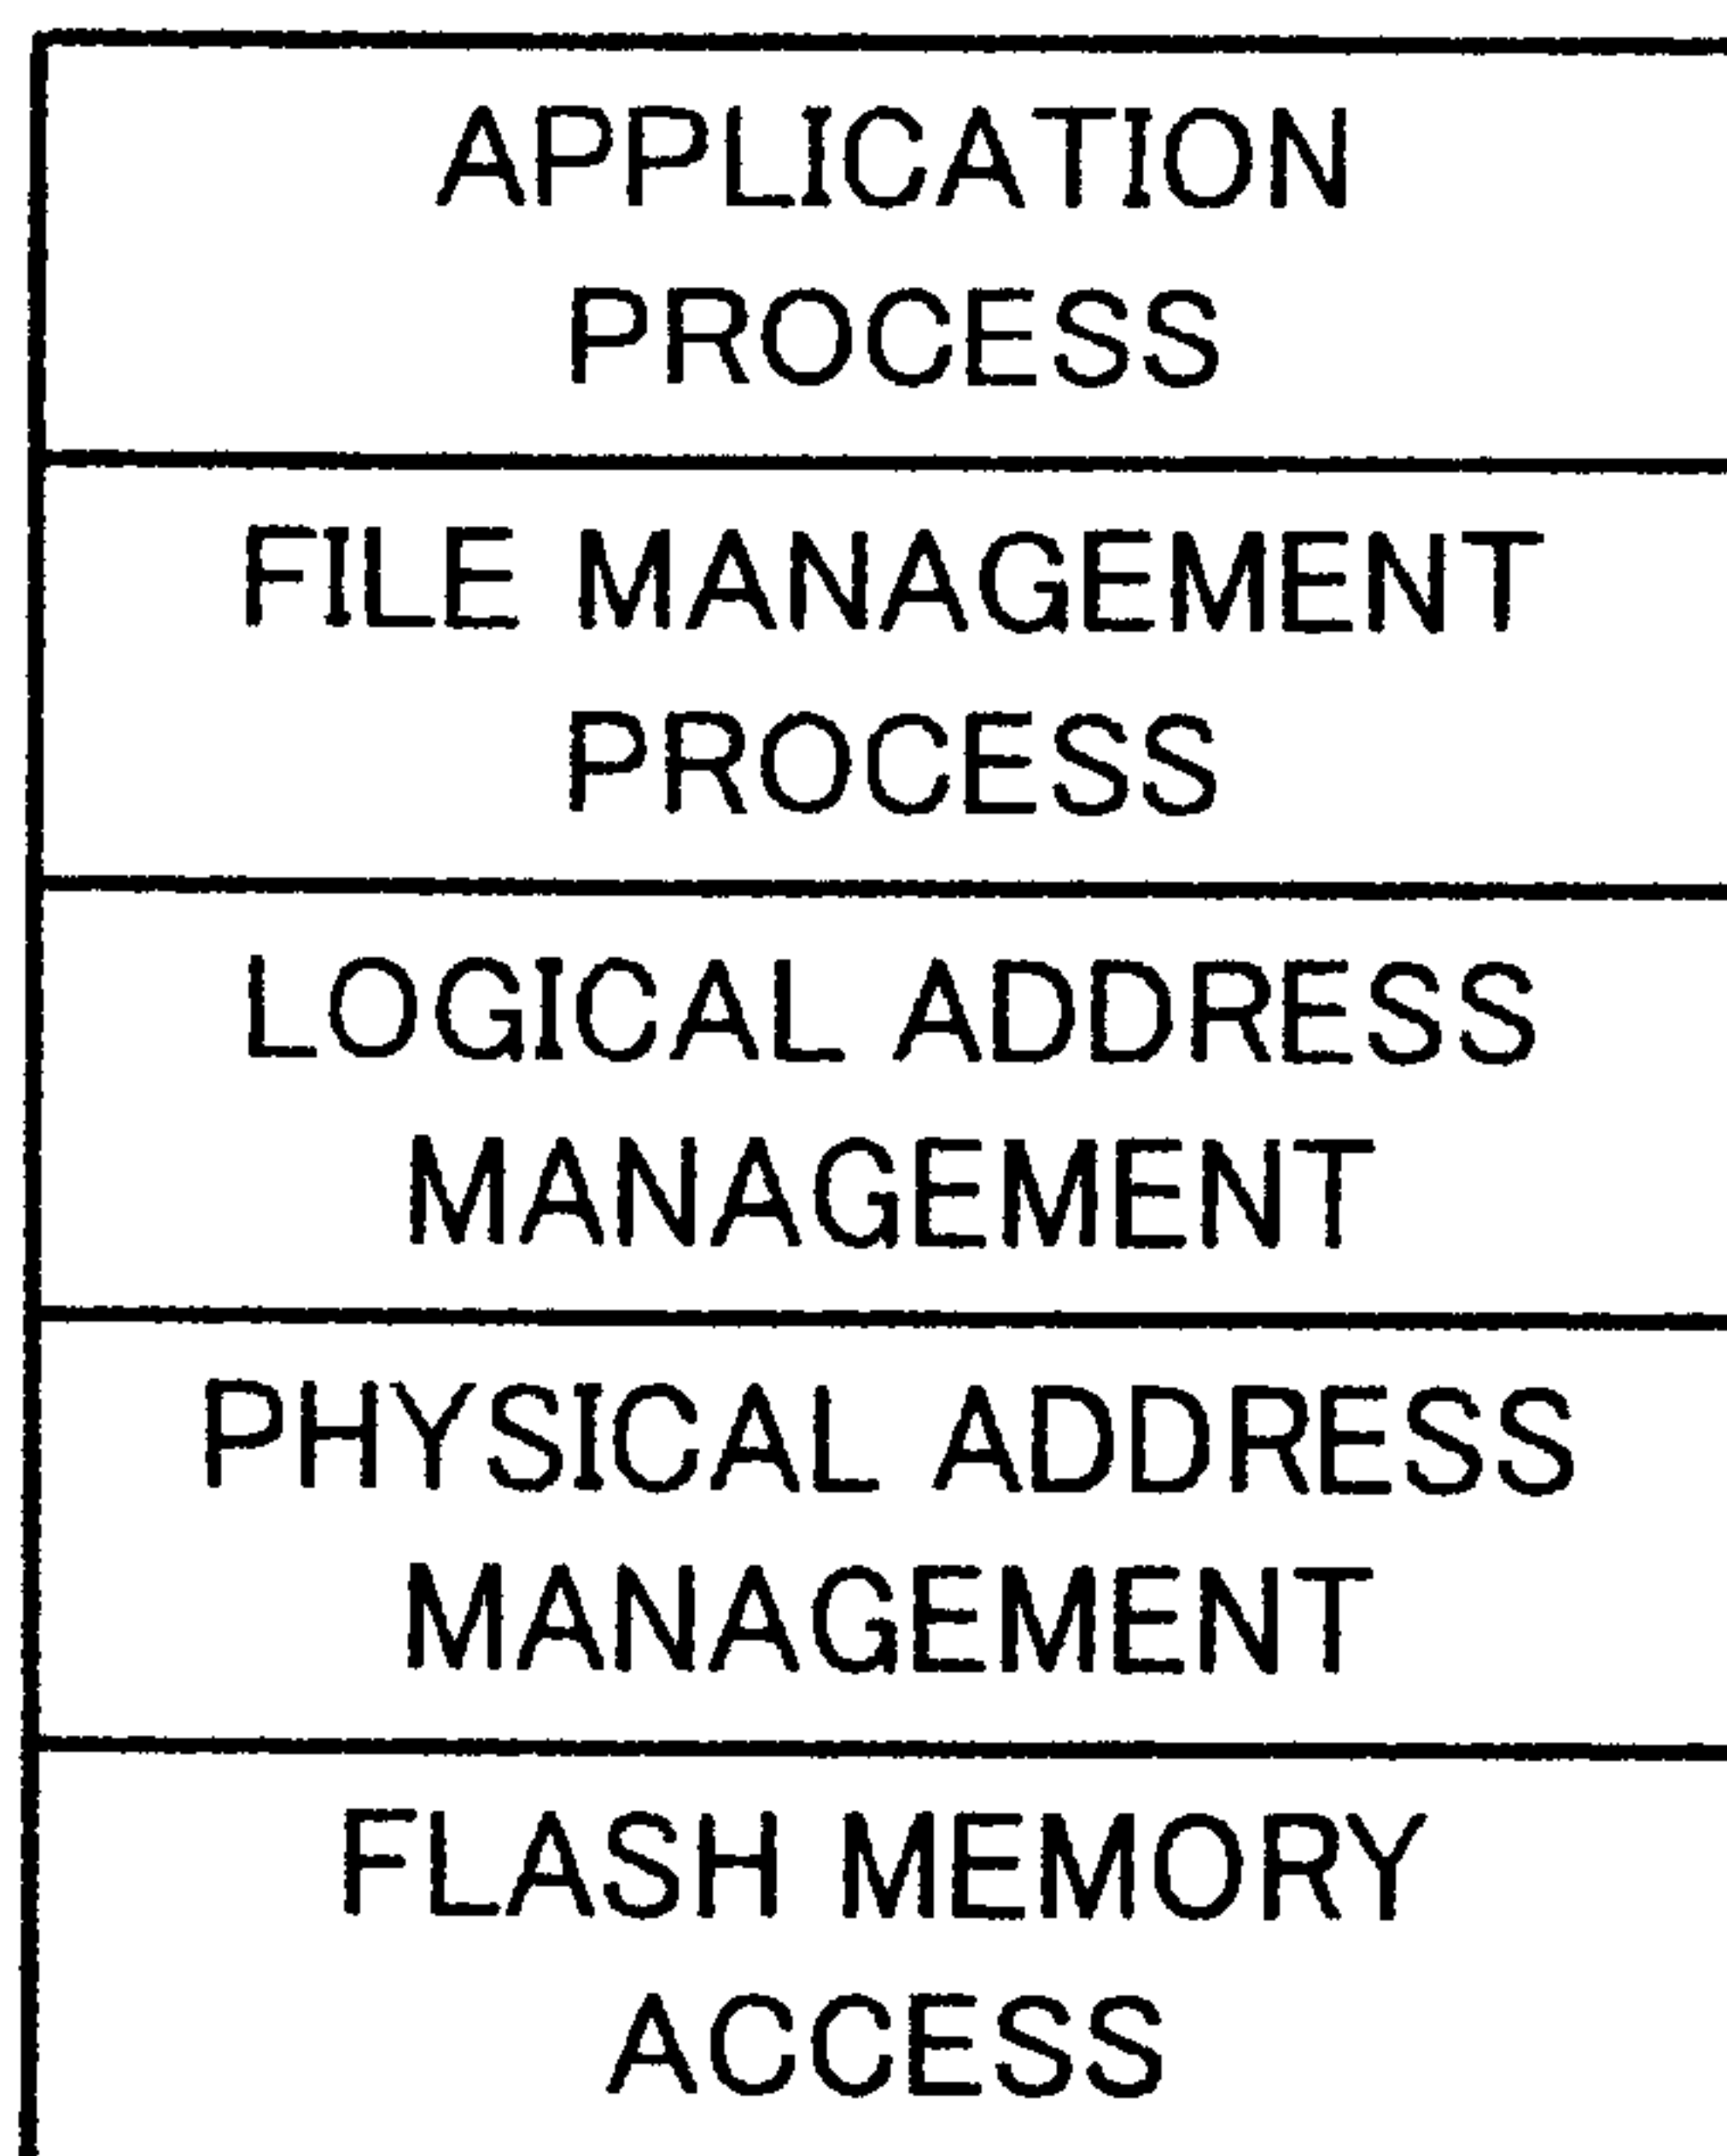 APPLICATION
PROCESS
FILE MANAGEMENT
PROCESS
LOGICAL ADDRESS
MANAGEMENT
PHYSICAL ADDRESS
MANAGEMENT
FLASH MEMORY
ACCESS